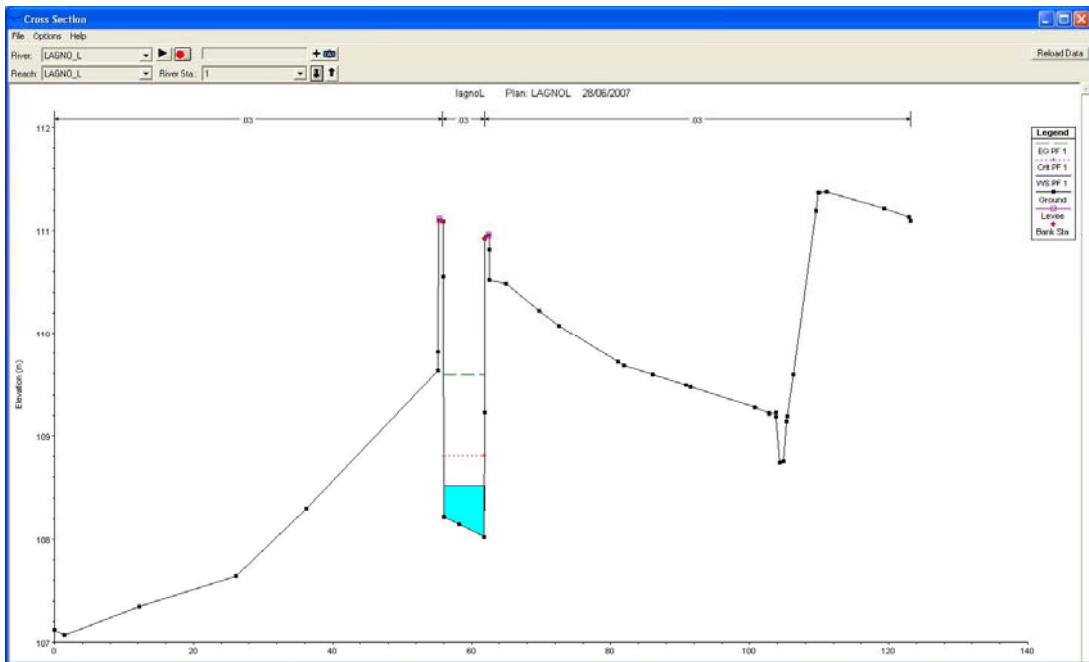 Cross Section
File Options Help
River: LAGNO_L
Reload Data
Reach: LAGNO_L River Sta.: 1
lagnoL Plan: LAGNOL 28/06/2007
.03 .03 .03
Legend
EG PF 1
Crit PF 1
WS PF 1
Ground
Levee
Bank Sta
Elevation (m)
112
111
110
109
108
107
0 20 40 60 80 100 120 140